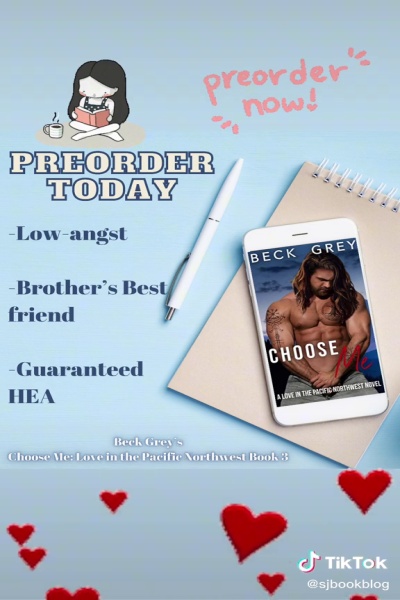 preorder
now!
PREORDER
TODAY
-Low-angst
-Brother's Best
friend
-Guaranteed
HEA
BECK GREY
CHOOSE
Me
A LOVE IN THE PACIFIC NORTHWEST NOVEL
Beck Grey's
Choose Me: Love in the Pacific Northwest Book 3
TikTok
@sjbookblog